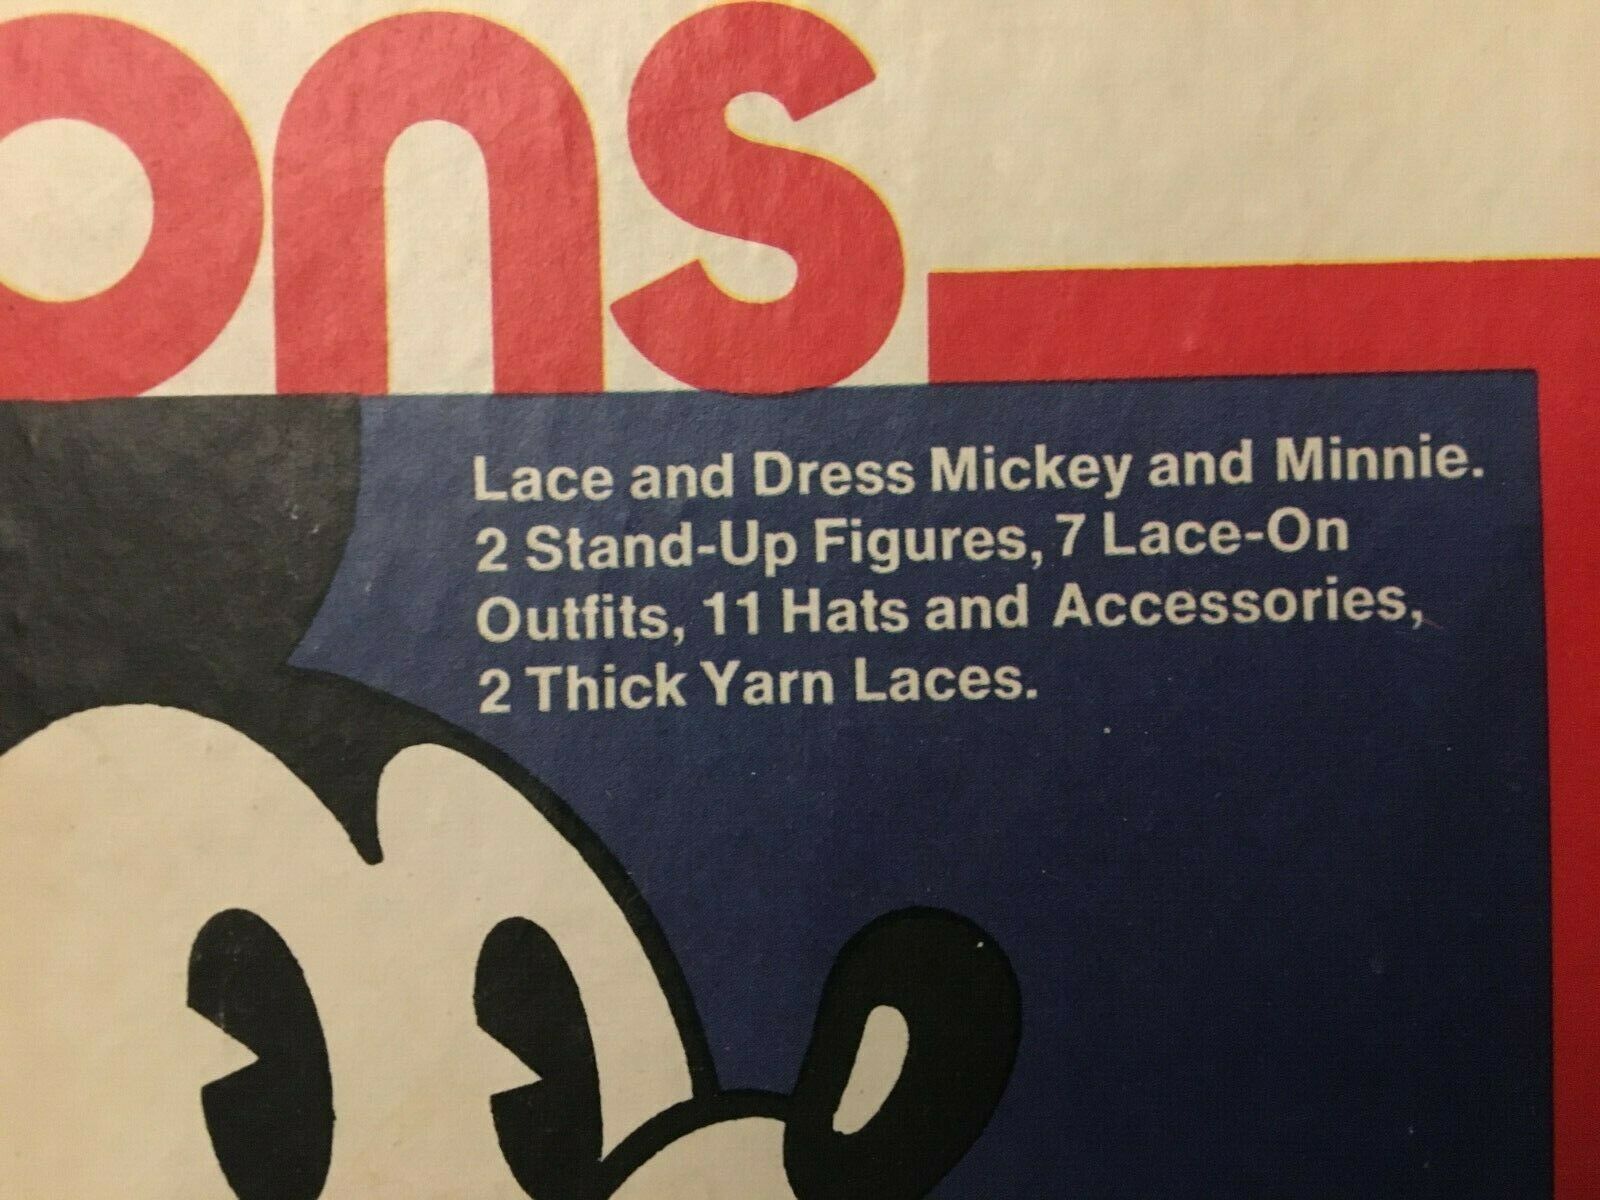 ons
Lace and Dress Mickey and Minnie.
2 Stand-Up Figures, 7 Lace-On
Outfits, 11 Hats and Accessories,
2 Thick Yarn Laces.